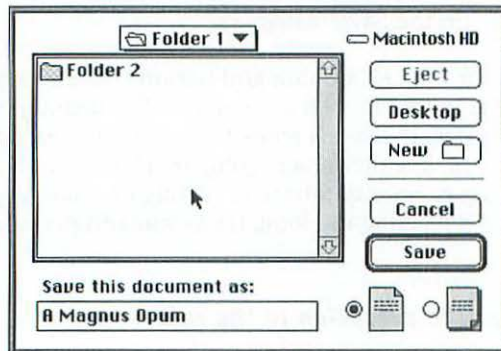 Folder 1
Macintosh HD
Folder 2
Eject
Desktop
New
Cancel
Save
Save this document as:
A Magnus Opum